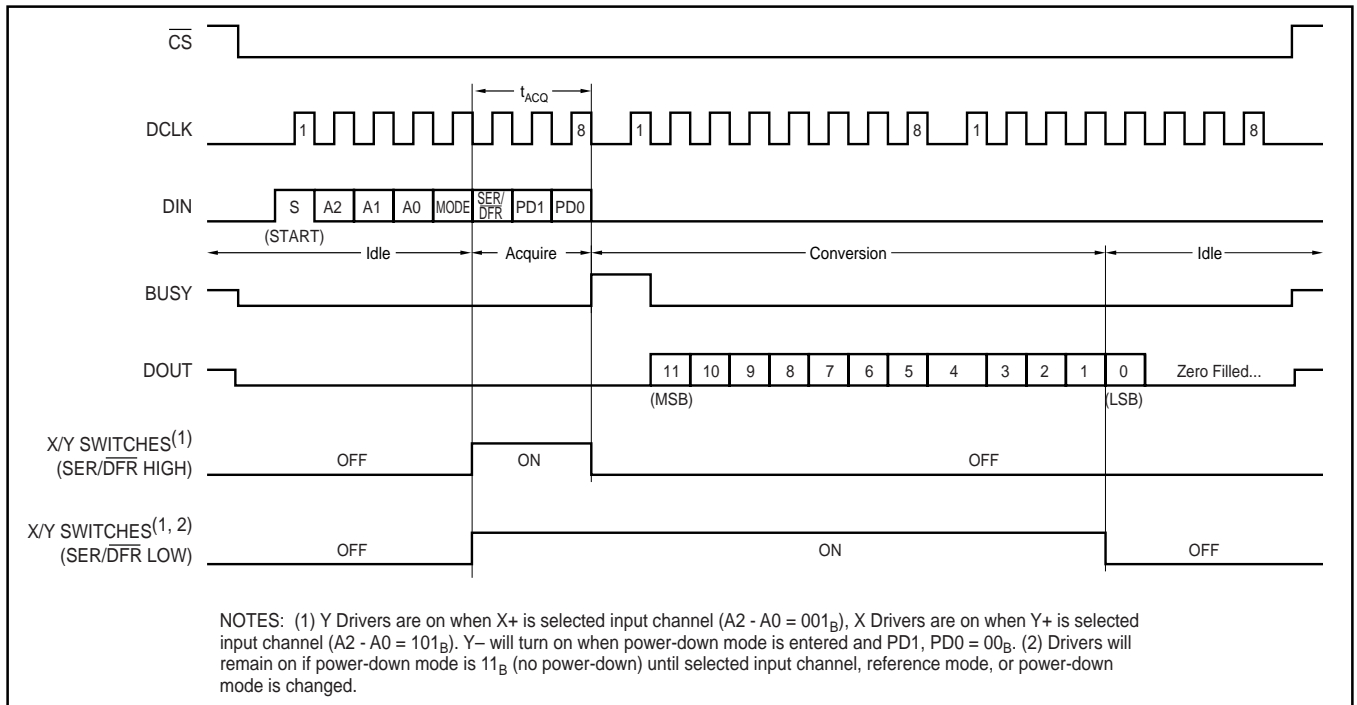 CS
tACQ
DCLK 1 8 1 8 1 8
DIN S A2 A1 A0 MODE SER/DFR PD1 PD0
(START)
Idle Acquire Conversion Idle
BUSY
DOUT 11 10 9 8 7 6 5 4 3 2 1 0 Zero Filled...
(MSB) (LSB)
X/Y SWITCHES(1)
(SER/DFR HIGH) OFF ON OFF
X/Y SWITCHES(1, 2)
(SER/DFR LOW) OFF ON OFF
NOTES: (1) Y Drivers are on when X+ is selected input channel (A2 - A0 = 001B), X Drivers are on when Y+ is selected
input channel (A2 - A0 = 101B). Y– will turn on when power-down mode is entered and PD1, PD0 = 00B. (2) Drivers will
remain on if power-down mode is 11B (no power-down) until selected input channel, reference mode, or power-down
mode is changed.